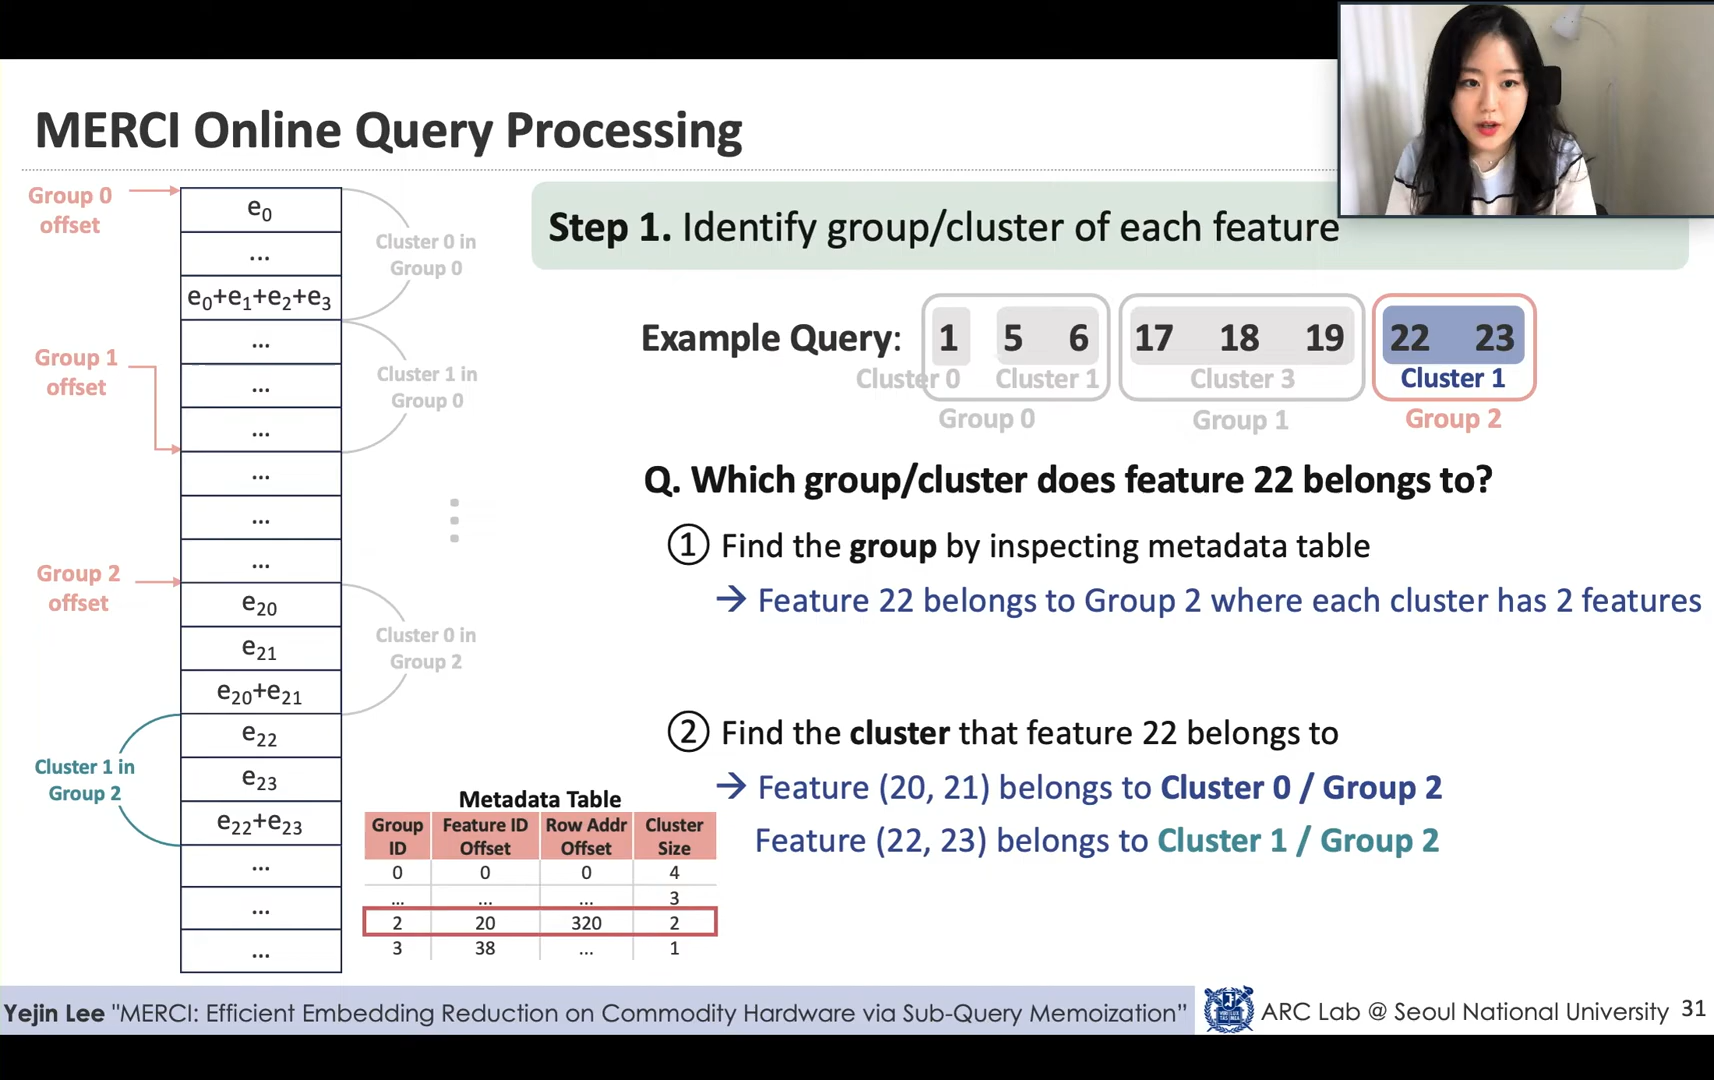 MERCI Online Query Processing
Step 1. Identify group/cluster of each feature
Group 0
offset
Group 1
offset
Group 2
offset
e0
...
e0+e1+e2+e3
...
...
...
...
...
...
e20
e21
e20+e21
e22
e23
e22+e23
...
...
...
Cluster 0 in
Group 0
Cluster 1 in
Group 0
Cluster 0 in
Group 2
Cluster 1 in
Group 2
Example Query: 1 5 6 17 18 19 22 23
Cluster 0 Cluster 1 Cluster 3 Cluster 1
Group 0 Group 1 Group 2
Q. Which group/cluster does feature 22 belongs to?
① Find the group by inspecting metadata table
→ Feature 22 belongs to Group 2 where each cluster has 2 features
② Find the cluster that feature 22 belongs to
→ Feature (20, 21) belongs to Cluster 0 / Group 2
Feature (22, 23) belongs to Cluster 1 / Group 2
Metadata Table
Group ID Feature ID Offset Row Addr Offset Cluster Size
0 0 0 4
... ... ... 3
2 20 320 2
3 38 ... 1
Yejin Lee "MERCI: Efficient Embedding Reduction on Commodity Hardware via Sub-Query Memoization”
ARC Lab @ Seoul National University 31